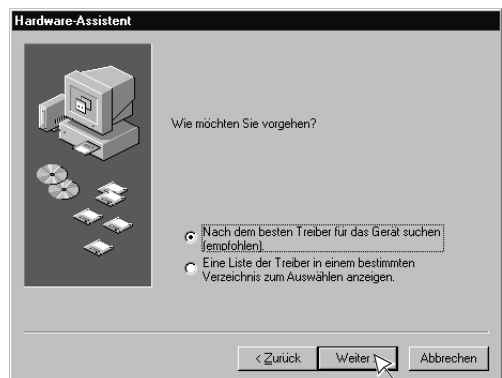 Hardware-Assistent
Wie möchten Sie vorgehen?
Nach dem besten Treiber für das Gerät suchen
(empfohlen).
Eine Liste der Treiber in einem bestimmten
Verzeichnis zum Auswählen anzeigen.
< Zurück Weiter > Abbrechen